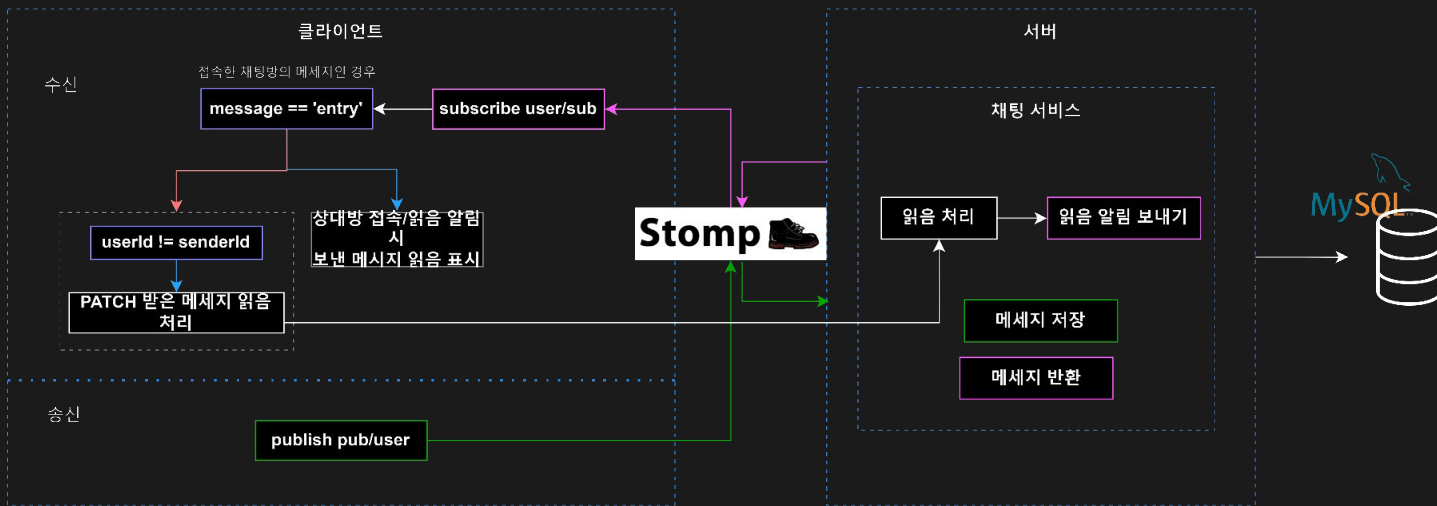 클라이언트
서버
수신
접속한 채팅방의 메세지인 경우
message == 'entry'
subscribe user/sub
채팅 서비스
userId != senderId
상대방 접속/읽음 알림
시
보낸 메시지 읽음 표시
PATCH 받은 메세지 읽음
처리
Stomp
읽음 처리
읽음 알림 보내기
MySQL
메세지 저장
메세지 반환
송신
publish pub/user